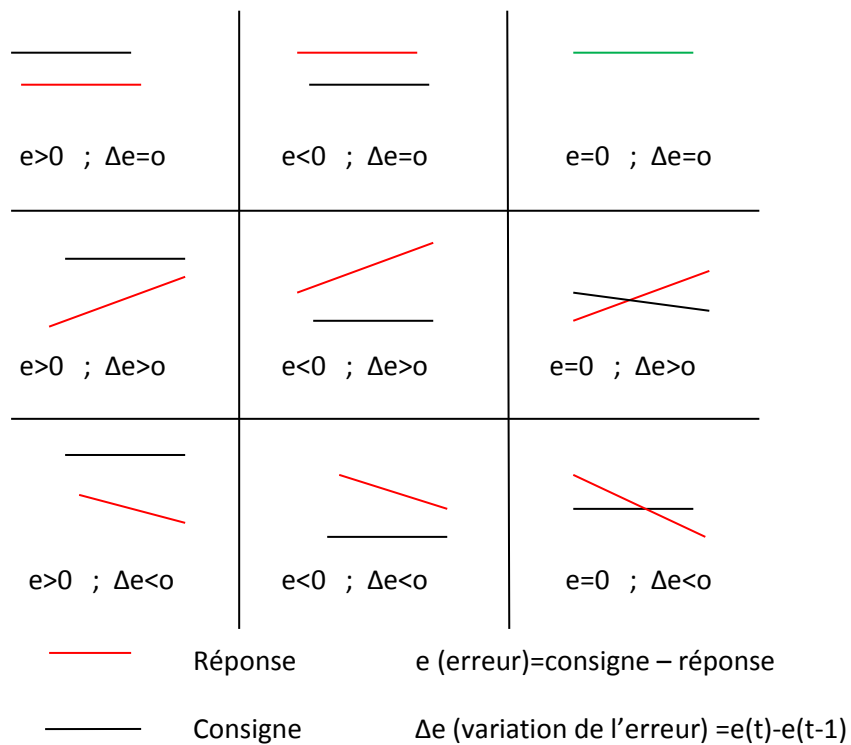 e>0 ; Δe=o e<0 ; Δe=o e=0 ; Δe=o
e>0 ; Δe>o e<0 ; Δe>o e=0 ; Δe>o
e>0 ; Δe<o e<0 ; Δe<o e=0 ; Δe<o
Réponse e (erreur)=consigne – réponse
Consigne Δe (variation de l’erreur) =e(t)-e(t-1)